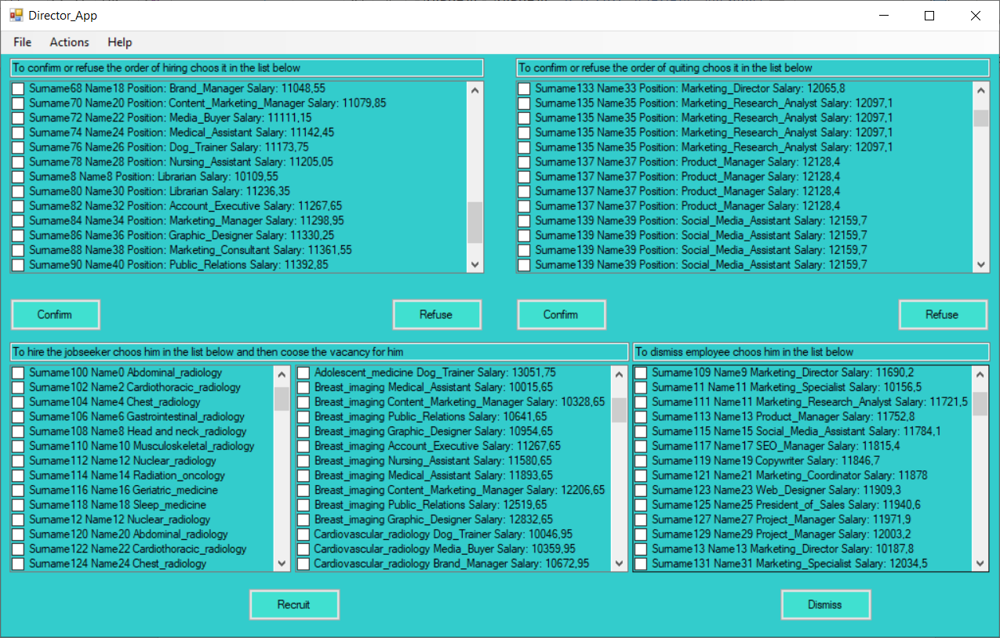 Director_App
File Actions Help
To confirm or refuse the order of hiring choos it in the list below
Surname68 Name18 Position: Brand_Manager Salary: 11048,55
Surname70 Name20 Position: Content_Marketing_Manager Salary: 11079,85
Surname72 Name22 Position: Media_Buyer Salary: 11111,15
Surname74 Name24 Position: Medical_Assistant Salary: 11142,45
Surname76 Name26 Position: Dog_Trainer Salary: 11173,75
Surname78 Name28 Position: Nursing_Assistant Salary: 11205,05
Surname8 Name8 Position: Librarian Salary: 10109,55
Surname80 Name30 Position: Librarian Salary: 11236,35
Surname82 Name32 Position: Account_Executive Salary: 11267,65
Surname84 Name34 Position: Marketing_Manager Salary: 11298,95
Surname86 Name36 Position: Graphic_Designer Salary: 11330,25
Surname88 Name38 Position: Marketing_Consultant Salary: 11361,55
Surname90 Name40 Position: Public_Relations Salary: 11392,85
Confirm
Refuse
To confirm or refuse the order of quiting choos it in the list below
Surname133 Name33 Position: Marketing_Director Salary: 12065,8
Surname135 Name35 Position: Marketing_Research_Analyst Salary: 12097,1
Surname135 Name35 Position: Marketing_Research_Analyst Salary: 12097,1
Surname135 Name35 Position: Marketing_Research_Analyst Salary: 12097,1
Surname135 Name35 Position: Marketing_Research_Analyst Salary: 12097,1
Surname137 Name37 Position: Product_Manager Salary: 12128,4
Surname137 Name37 Position: Product_Manager Salary: 12128,4
Surname137 Name37 Position: Product_Manager Salary: 12128,4
Surname137 Name37 Position: Product_Manager Salary: 12128,4
Surname139 Name39 Position: Social_Media_Assistant Salary: 12159,7
Surname139 Name39 Position: Social_Media_Assistant Salary: 12159,7
Surname139 Name39 Position: Social_Media_Assistant Salary: 12159,7
Surname139 Name39 Position: Social_Media_Assistant Salary: 12159,7
Confirm
Refuse
To hire the jobseeker choos him in the list below and then coose the vacancy for him
Surname100 Name0 Abdominal_radiology
Surname102 Name2 Cardiothoracic_radiology
Surname104 Name4 Chest_radiology
Surname106 Name6 Gastrointestinal_radiology
Surname108 Name8 Head and neck_radiology
Surname110 Name10 Musculoskeletal_radiology
Surname112 Name12 Nuclear_radiology
Surname114 Name14 Radiation_oncology
Surname116 Name16 Geriatric_medicine
Surname118 Name18 Sleep_medicine
Surname12 Name12 Nuclear_radiology
Surname120 Name20 Abdominal_radiology
Surname122 Name22 Cardiothoracic_radiology
Surname124 Name24 Chest_radiology
Adolescent_medicine Dog_Trainer Salary: 13051,75
Breast_imaging Medical_Assistant Salary: 10015,65
Breast_imaging Content_Marketing_Manager Salary: 10328,65
Breast_imaging Public_Relations Salary: 10641,65
Breast_imaging Graphic_Designer Salary: 10954,65
Breast_imaging Account_Executive Salary: 11267,65
Breast_imaging Nursing_Assistant Salary: 11580,65
Breast_imaging Medical_Assistant Salary: 11893,65
Breast_imaging Content_Marketing_Manager Salary: 12206,65
Breast_imaging Public_Relations Salary: 12519,65
Breast_imaging Graphic_Designer Salary: 12832,65
Cardiovascular_radiology Dog_Trainer Salary: 10046,95
Cardiovascular_radiology Media_Buyer Salary: 10359,95
Cardiovascular_radiology Brand_Manager Salary: 10672,95
Recruit
To dismiss employee choos him in the list below
Surname109 Name9 Marketing_Director Salary: 11690,2
Surname11 Name11 Marketing_Specialist Salary: 10156,5
Surname111 Name11 Marketing_Research_Analyst Salary: 11721,5
Surname113 Name13 Product_Manager Salary: 11752,8
Surname115 Name15 Social_Media_Assistant Salary: 11784,1
Surname117 Name17 SEO_Manager Salary: 11815,4
Surname119 Name19 Copywriter Salary: 11846,7
Surname121 Name21 Marketing_Coordinator Salary: 11878
Surname123 Name23 Web_Designer Salary: 11909,3
Surname125 Name25 President_of_Sales Salary: 11940,6
Surname127 Name27 Project_Manager Salary: 11971,9
Surname129 Name29 Project_Manager Salary: 12003,2
Surname13 Name13 Marketing_Director Salary: 10187,8
Surname131 Name31 Marketing_Specialist Salary: 12034,5
Dismiss